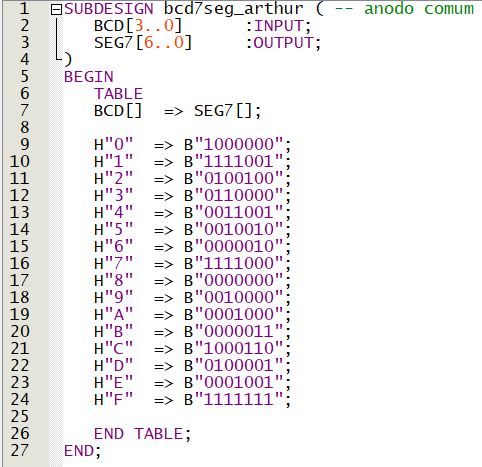 1 SUBDESIGN bcd7seg_arthur ( -- anodo comum
2 BCD[3..0] :INPUT;
3 SEG7[6..0] :OUTPUT;
4 )
5 BEGIN
6 TABLE
7 BCD[] => SEG7[];
8
9 H"0" => B"1000000";
10 H"1" => B"1111001";
11 H"2" => B"0100100";
12 H"3" => B"0110000";
13 H"4" => B"0011001";
14 H"5" => B"0010010";
15 H"6" => B"0000010";
16 H"7" => B"1111000";
17 H"8" => B"0000000";
18 H"9" => B"0010000";
19 H"A" => B"0001000";
20 H"B" => B"0000011";
21 H"C" => B"1000110";
22 H"D" => B"0100001";
23 H"E" => B"0001001";
24 H"F" => B"1111111";
25
26 END TABLE;
27 END;